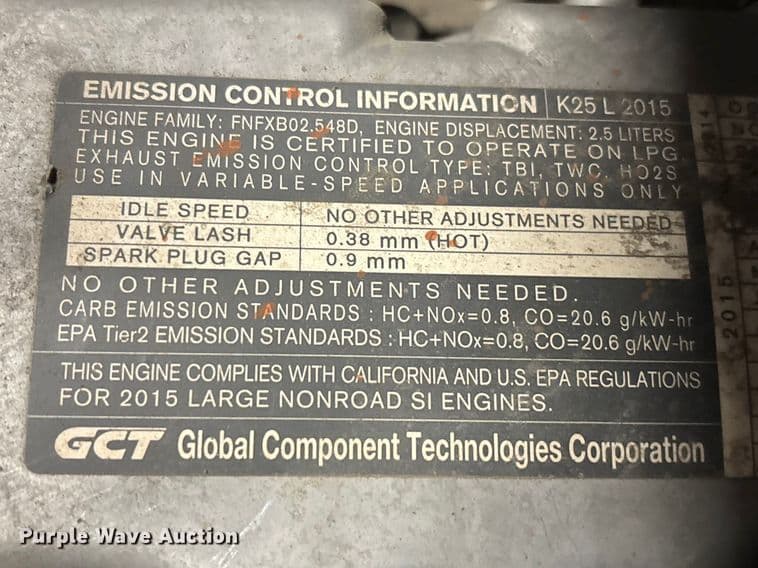 EMISSION CONTROL INFORMATION K25 L 2015
ENGINE FAMILY: FNFXB02.548D, ENGINE DISPLACEMENT: 2.5 LITERS
THIS ENGINE IS CERTIFIED TO OPERATE ON LPG
EXHAUST EMISSION CONTROL TYPE: TBI, TWC, HO2S
USE IN VARIABLE-SPEED APPLICATIONS ONLY
IDLE SPEED NO OTHER ADJUSTMENTS NEEDED
VALVE LASH 0.38 mm (HOT)
SPARK PLUG GAP 0.9 mm
NO OTHER ADJUSTMENTS NEEDED.
CARB EMISSION STANDARDS : HC+NOx=0.8, CO=20.6 g/kW-hr
EPA Tier2 EMISSION STANDARDS : HC+NOx=0.8, CO=20.6 g/kW-hr
THIS ENGINE COMPLIES WITH CALIFORNIA AND U.S. EPA REGULATIONS
FOR 2015 LARGE NONROAD SI ENGINES.
GCT Global Component Technologies Corporation
2015
Purple Wave Auction